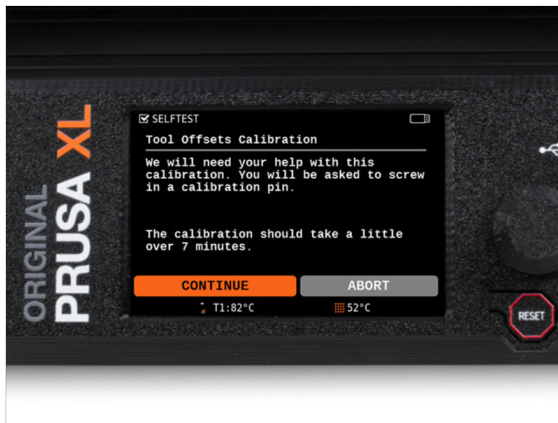 ORIGINAL
PRUSA XL
SELFTEST
Tool Offsets Calibration
We will need your help with this
calibration. You will be asked to screw
in a calibration pin.
The calibration should take a little
over 7 minutes.
CONTINUE
ABORT
T1:82°C
52°C
RESET